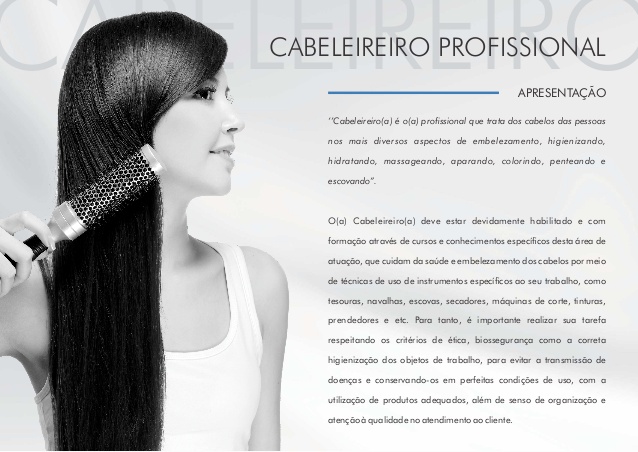 CABELEIREIRO
CABELEIREIRO PROFISSIONAL
APRESENTAÇÃO
‘’Cabeleireiro(a) é o(a) profissional que trata dos cabelos das pessoas
nos mais diversos aspectos de embelezamento, higienizando,
hidratando, massageando, aparando, colorindo, penteando e
escovando”.
O(a) Cabeleireiro(a) deve estar devidamente habilitado e com
formação através de cursos e conhecimentos específicos desta área de
atuação, que cuidam da saúde e embelezamento dos cabelos por meio
de técnicas de uso de instrumentos específicos ao seu trabalho, como
tesouras, navalhas, escovas, secadores, máquinas de corte, tinturas,
prendedores e etc. Para tanto, é importante realizar sua tarefa
respeitando os critérios de ética, biossegurança como a correta
higienização dos objetos de trabalho, para evitar a transmissão de
doenças e conservando-os em perfeitas condições de uso, com a
utilização de produtos adequados, além de senso de organização e
atenção à qualidade no atendimento ao cliente.